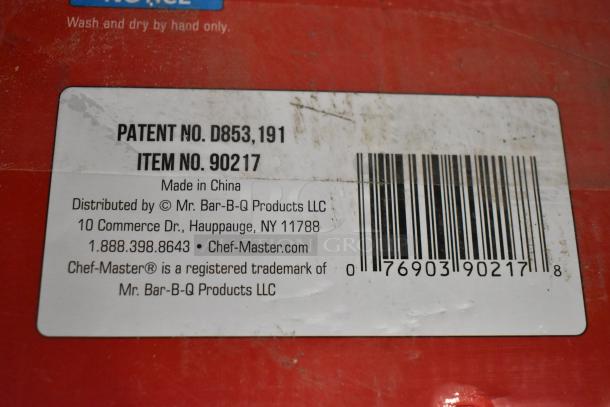 NOTICE
Wash and dry by hand only.
PATENT NO. D853,191
ITEM NO. 90217
Made in China
Distributed by © Mr. Bar-B-Q Products LLC
10 Commerce Dr., Hauppauge, NY 11788
1.888.398.8643 • Chef-Master.com
Chef-Master® is a registered trademark of
Mr. Bar-B-Q Products LLC
0 76903 90217 8